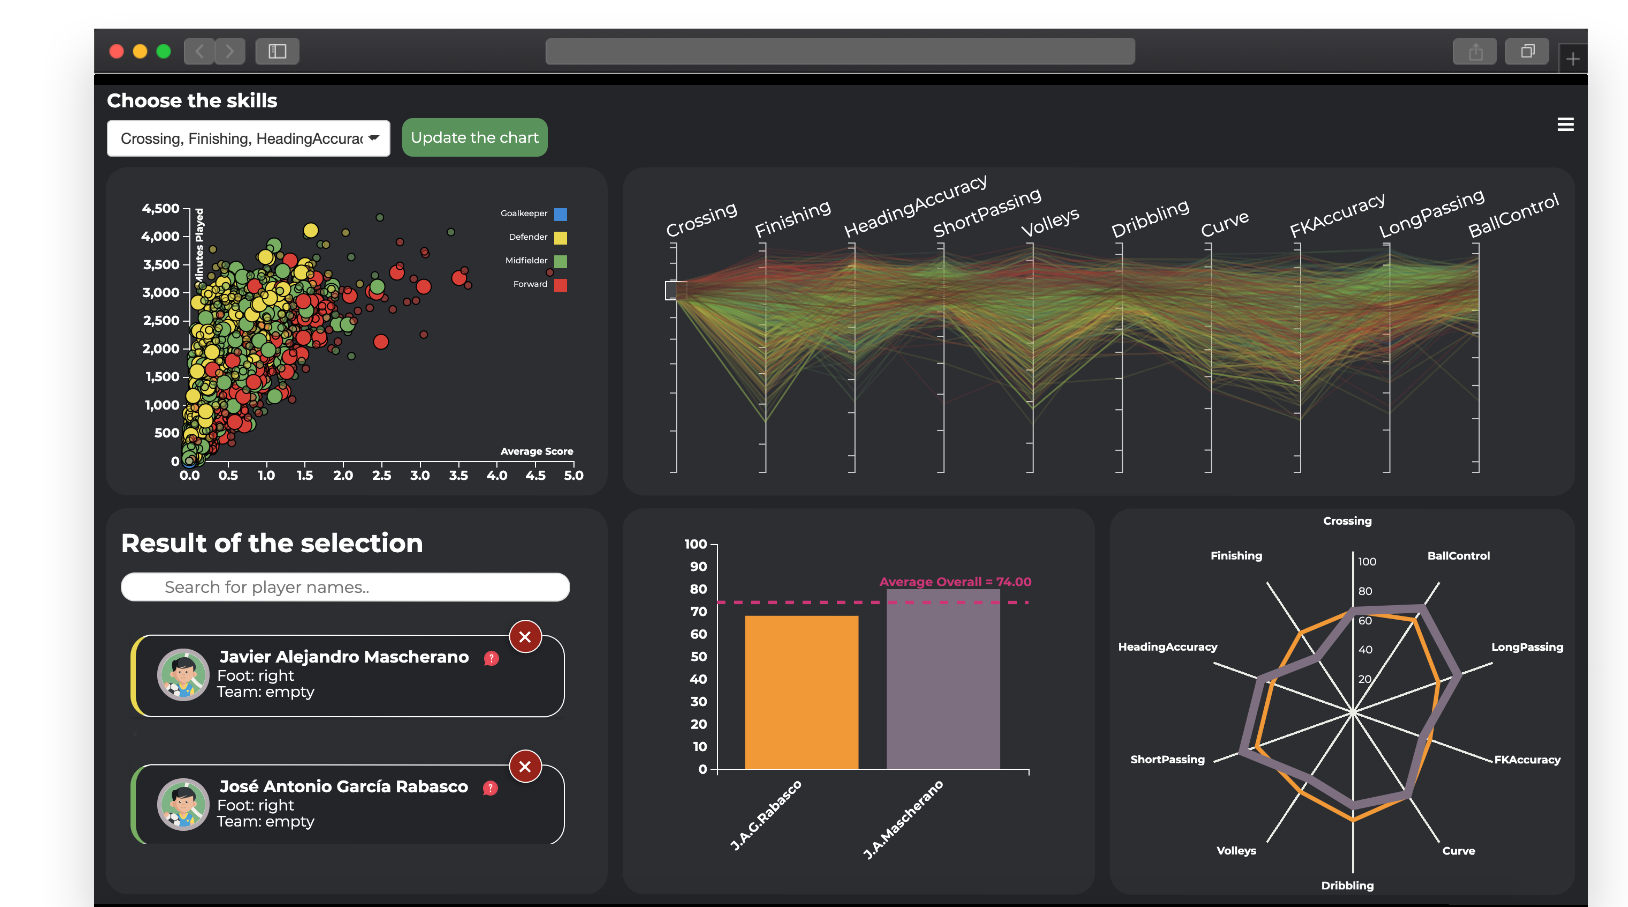 Choose the skills
Crossing, Finishing, HeadingAccurac
Update the chart
4,500
4,000
3,500
3,000
2,500
2,000
1,500
1,000
500
0
Minutes Played
Goalkeeper
Defender
Midfielder
Forward
Average Score
0.0 0.5 1.0 1.5 2.0 2.5 3.0 3.5 4.0 4.5 5.0
Crossing
Finishing
HeadingAccuracy
ShortPassing
Volleys
Dribbling
Curve
FKAccuracy
LongPassing
BallControl
Result of the selection
Search for player names..
Javier Alejandro Mascherano ?
Foot: right
Team: empty
José Antonio García Rabasco ?
Foot: right
Team: empty
100
90
80
70
60
50
40
30
20
10
0
Average Overall = 74.00
J.A.G.Rabasco
J.A.Mascherano
Crossing
Finishing
BallControl
HeadingAccuracy
LongPassing
ShortPassing
FKAccuracy
Volleys
Curve
Dribbling
100
80
60
40
20